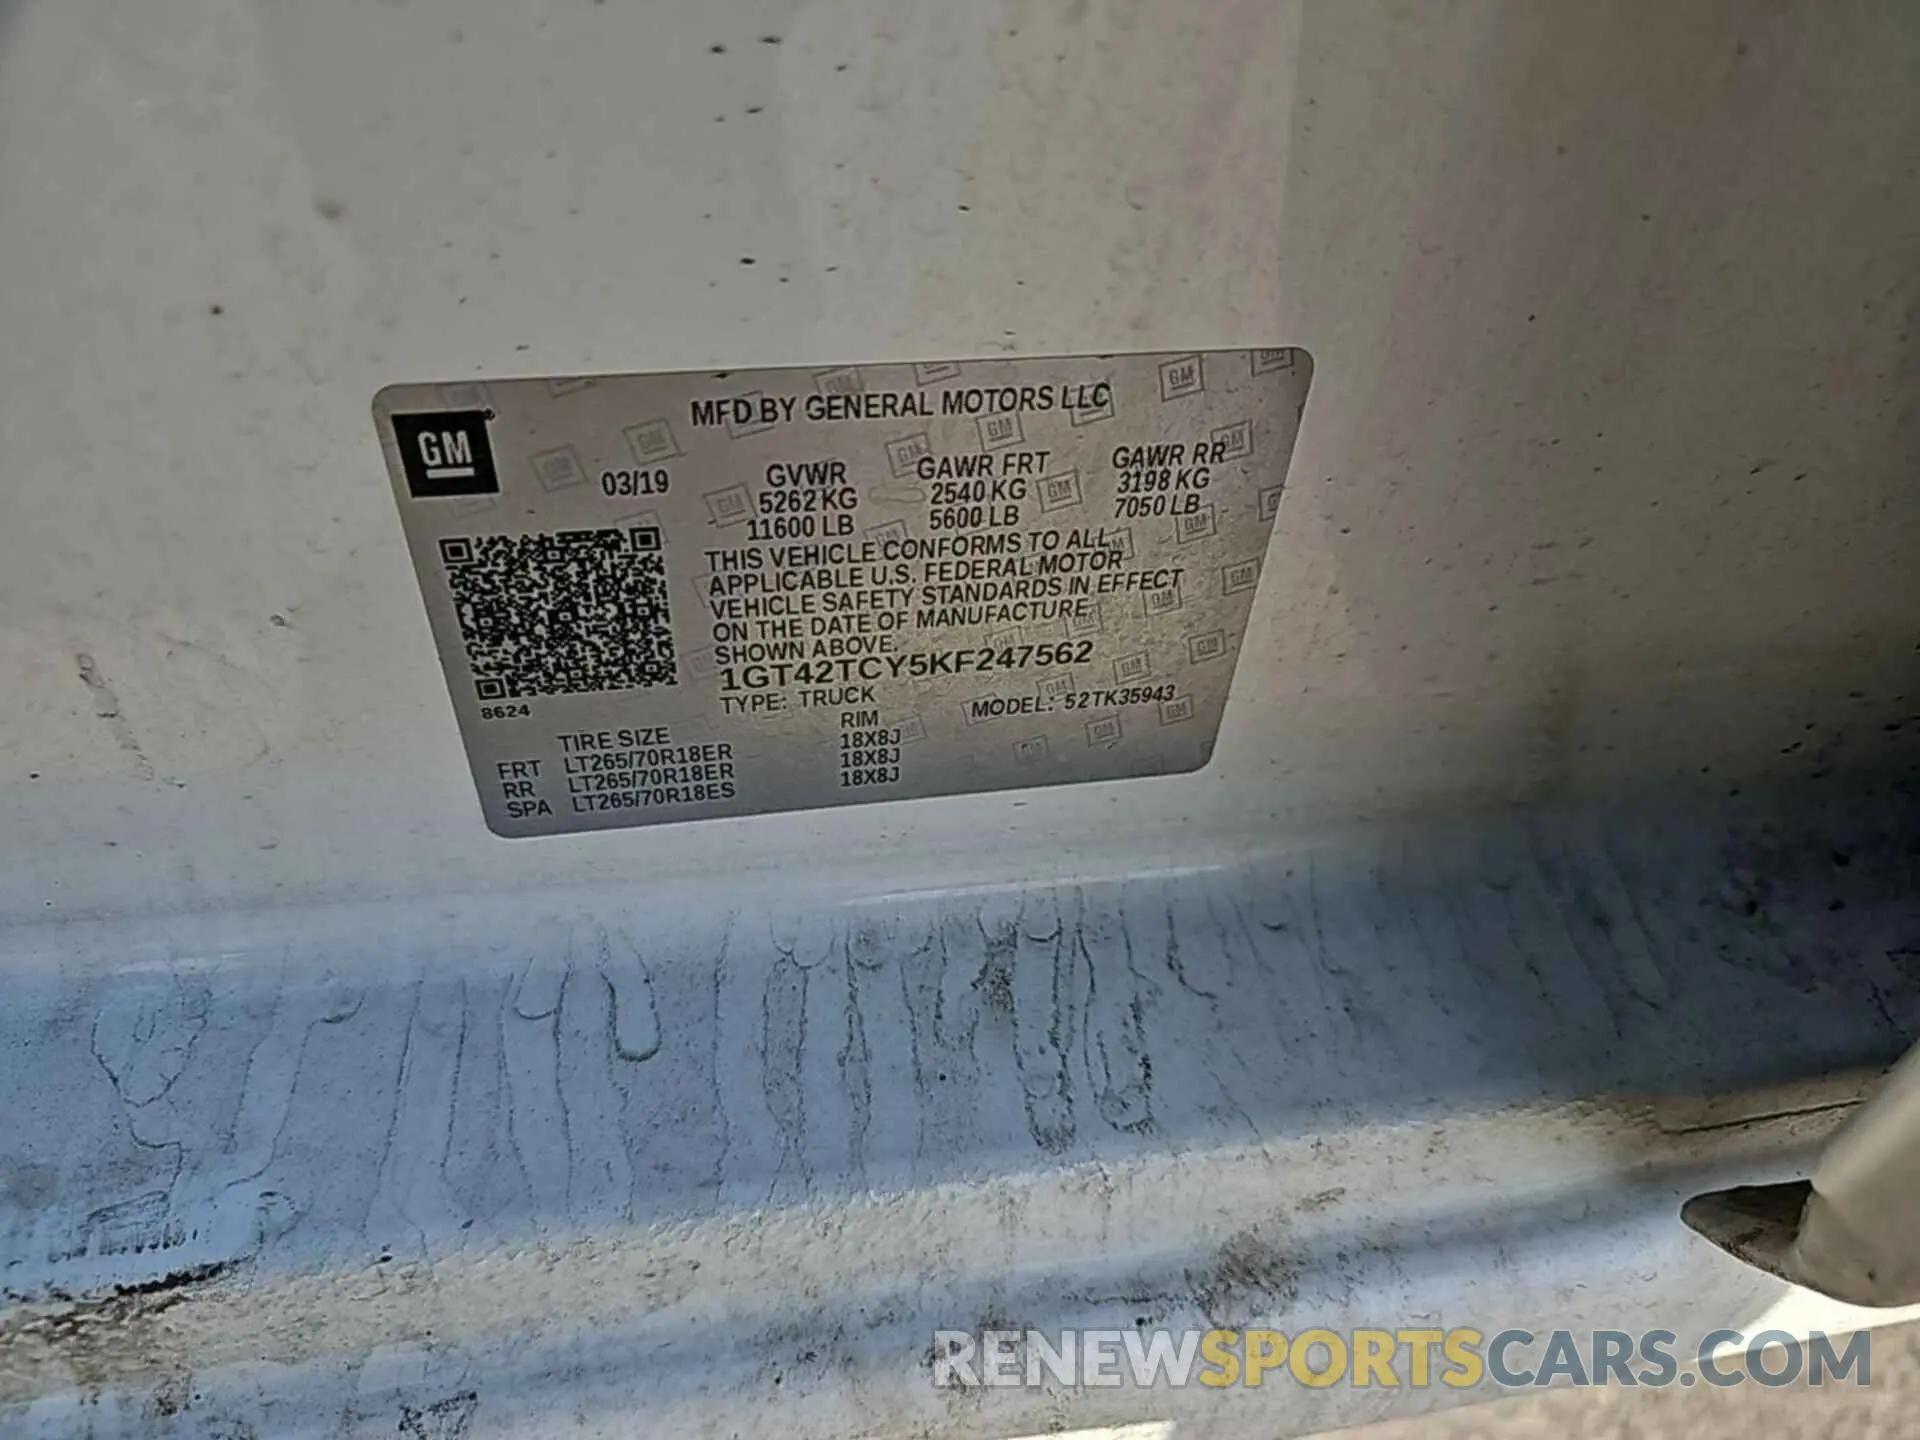 MFD BY GENERAL MOTORS LLC
GM
03/19 GVWR GAWR FRT GAWR RR
5262 KG 2540 KG 3198 KG
11600 LB 5600 LB 7050 LB
THIS VEHICLE CONFORMS TO ALL
APPLICABLE U.S. FEDERAL MOTOR
VEHICLE SAFETY STANDARDS IN EFFECT
ON THE DATE OF MANUFACTURE
SHOWN ABOVE.
1GT42TCY5KF247562
TYPE: TRUCK MODEL: 52TK35943
8624
TIRE SIZE RIM
FRT LT265/70R18ER 18X8J
RR LT265/70R18ER 18X8J
SPA LT265/70R18ES 18X8J
RENEWSPORTSCARS.COM